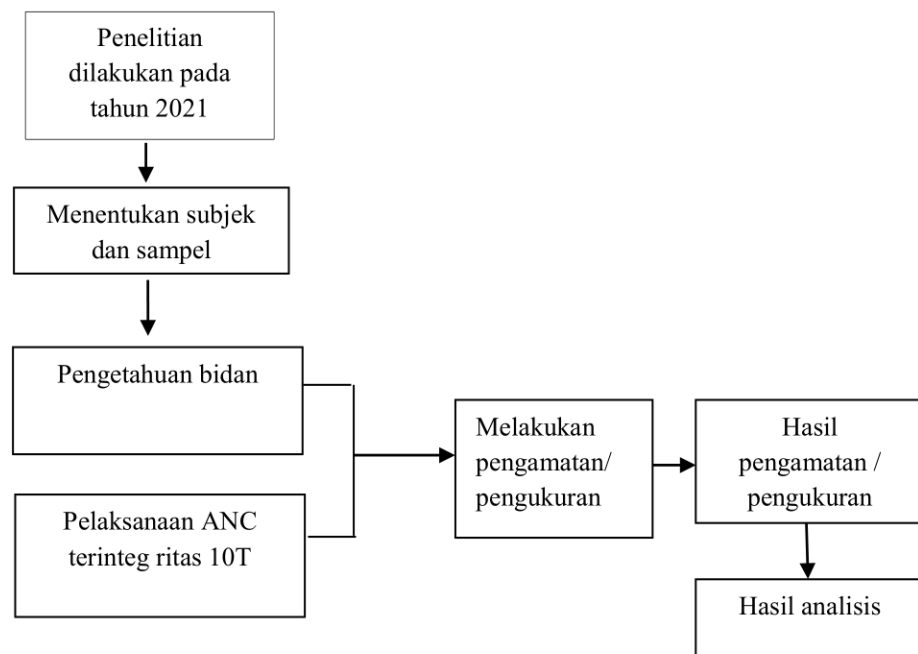 Penelitian
dilakukan pada
tahun 2021
Menentukan subjek
dan sampel
Pengetahuan bidan
Pelaksanaan ANC
terinteg ritas 10T
Melakukan
pengamatan/
pengukuran
Hasil
pengamatan /
pengukuran
Hasil analisis